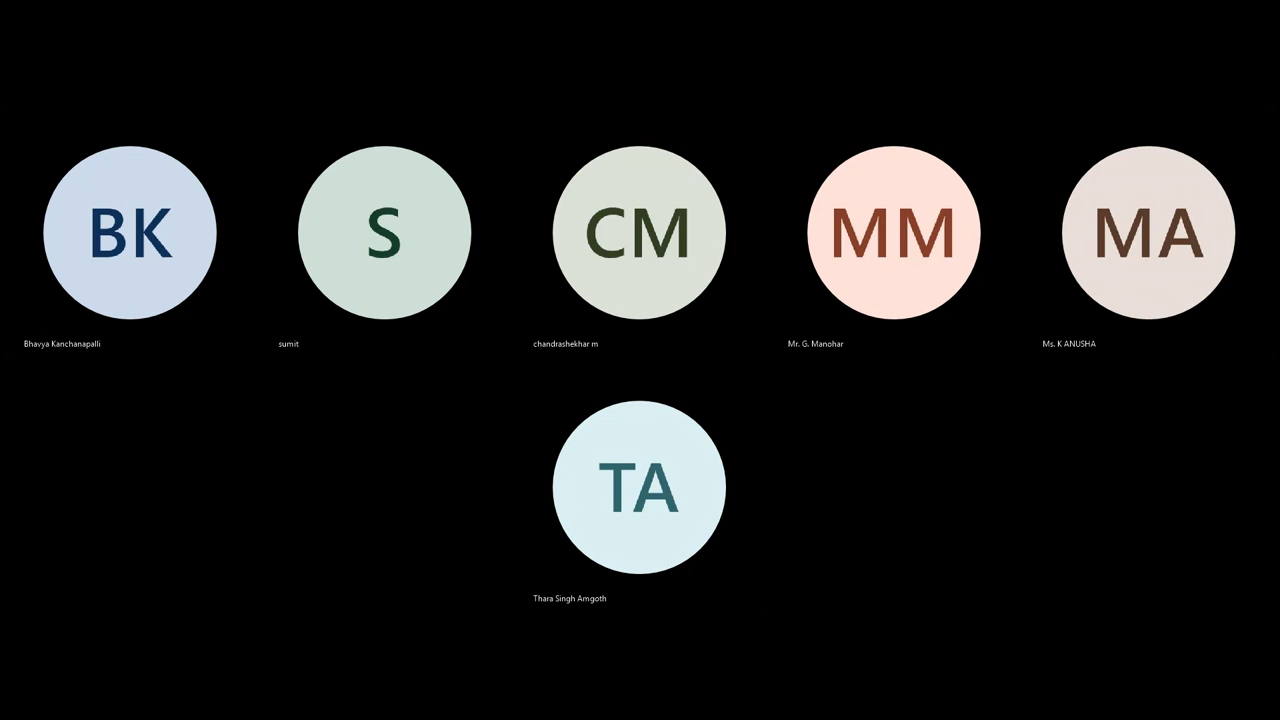 BK
S
CM
MM
MA
Bhavya Kanchanapalli
sumit
chandrashekhar m
Mr. G. Manohar
Ms. K ANUSHA
TA
Thara Singh Amgoth